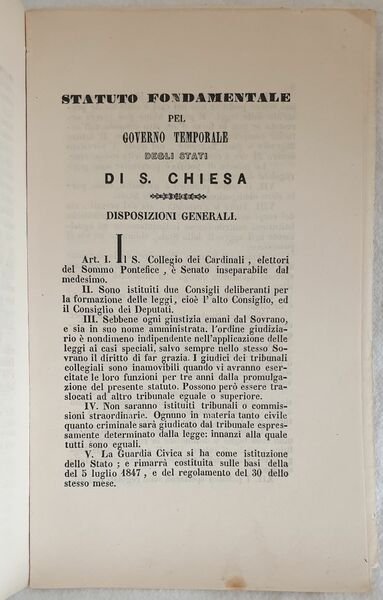 STATUTO FONDAMENTALE
PEL
GOVERNO TEMPORALE
DEGLI STATI
DI S. CHIESA
DISPOSIZIONI GENERALI.
Art. I. Il S. Collegio dei Cardinali, elettori
del Sommo Pontefice, è Senato inseparabile dal
medesimo.
II. Sono istituiti due Consigli deliberanti per
la formazione delle leggi, cioè l'alto Consiglio, ed
il Consiglio dei Deputati.
III. Sebbene ogni giustizia emani dal Sovrano,
e sia in suo nome amministrata. l'ordine giudizia-
rio è nondimeno indipendente nell'applicazione delle
leggi ai casi speciali, salvo sempre nello stesso So-
vrano il diritto di far grazia. I giudici dei tribunali
collegiali sono inamovibili quando vi avranno eser-
citate le loro funzioni per tre anni dalla promulga-
zione del presente statuto. Possono però essere tra-
slocati ad altro tribunale eguale o superiore.
IV. Non saranno istituiti tribunali o commis-
sioni straordinarie. Ognuno in materia tanto civile
quanto criminale sarà giudicato dal tribunale espres-
samente determinato dalla legge: innanzi alla quale
tutti sono eguali.
V. La Guardia Civica si ha come istituzione
dello Stato; e rimarrà costituita sulle basi della
del 5 luglio 1847, e del regolamento del 30 dello
stesso mese.